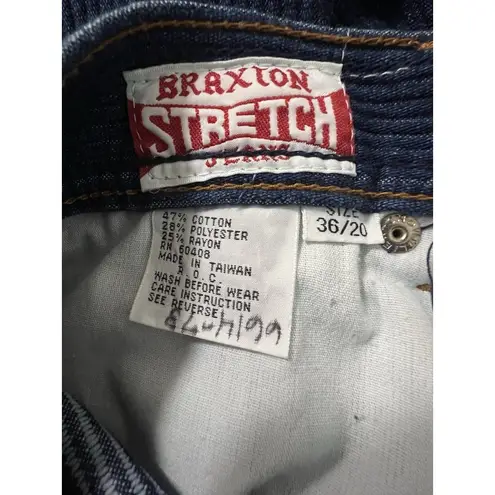 BRAXTON
STRETCH
JEANS
47% COTTON
28% POLYESTER
25% RAYON
RN 60408
MADE IN TAIWAN
R.O.C.
WASH BEFORE WEAR
CARE INSTRUCTION
SEE REVERSE
SIZE
36/20